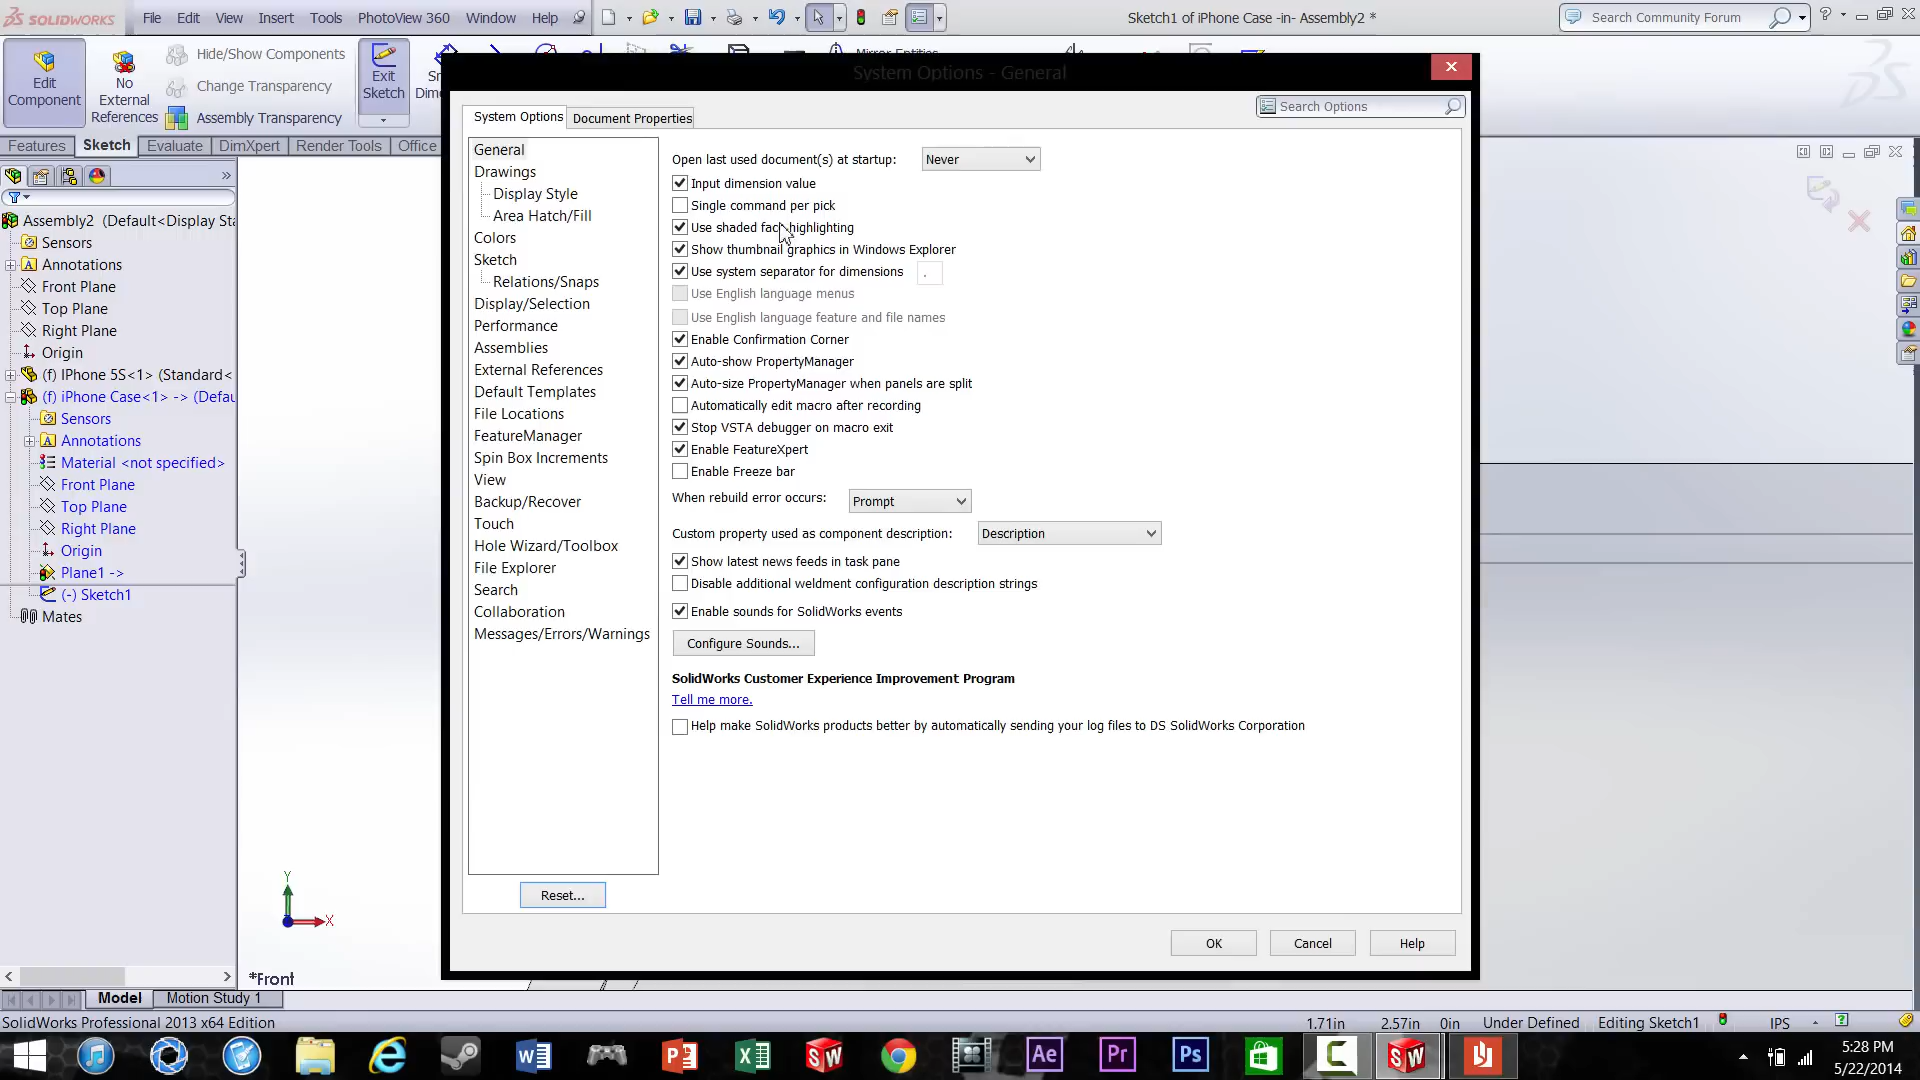 SOLIDWORKS File Edit View Insert Tools PhotoView 360 Window Help Sketch1 of iPhone Case -in- Assembly2 * Search Community Forum
Edit Component
No External References
Hide/Show Components
Change Transparency
Assembly Transparency
Exit Sketch
Mirror Entities
Features Sketch Evaluate DimXpert Render Tools Office
System Options - General
System Options Document Properties
Search Options
Assembly2 (Default<Display Sta
Sensors
Annotations
Front Plane
Top Plane
Right Plane
Origin
(f) IPhone 5S<1> (Standard<
(f) iPhone Case<1> -> (Defau
Sensors
Annotations
Material <not specified>
Front Plane
Top Plane
Right Plane
Origin
Plane1 ->
(-) Sketch1
Mates
General
Drawings
Display Style
Area Hatch/Fill
Colors
Sketch
Relations/Snaps
Display/Selection
Performance
Assemblies
External References
Default Templates
File Locations
FeatureManager
Spin Box Increments
View
Backup/Recover
Touch
Hole Wizard/Toolbox
File Explorer
Search
Collaboration
Messages/Errors/Warnings
Reset...
Open last used document(s) at startup: Never
Input dimension value
Single command per pick
Use shaded face highlighting
Show thumbnail graphics in Windows Explorer
Use system separator for dimensions .
Use English language menus
Use English language feature and file names
Enable Confirmation Corner
Auto-show PropertyManager
Auto-size PropertyManager when panels are split
Automatically edit macro after recording
Stop VSTA debugger on macro exit
Enable FeatureXpert
Enable Freeze bar
When rebuild error occurs: Prompt
Custom property used as component description: Description
Show latest news feeds in task pane
Disable additional weldment configuration description strings
Enable sounds for SolidWorks events
Configure Sounds...
SolidWorks Customer Experience Improvement Program
Tell me more.
Help make SolidWorks products better by automatically sending your log files to DS SolidWorks Corporation
OK Cancel Help
Y
X
*Front
Model Motion Study 1
SolidWorks Professional 2013 x64 Edition 1.71in 2.57in 0in Under Defined Editing Sketch1 IPS
5:28 PM
5/22/2014